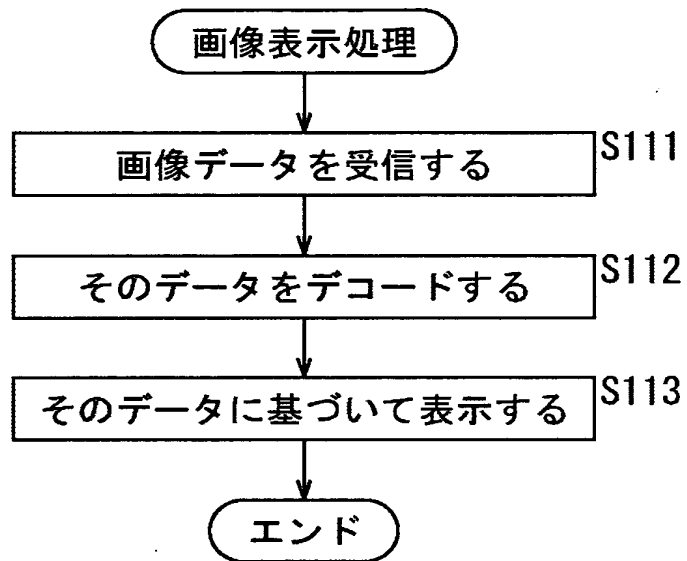 画像表示処理
画像データを受信する
S111
そのデータをデコードする
S112
そのデータに基づいて表示する
S113
エンド